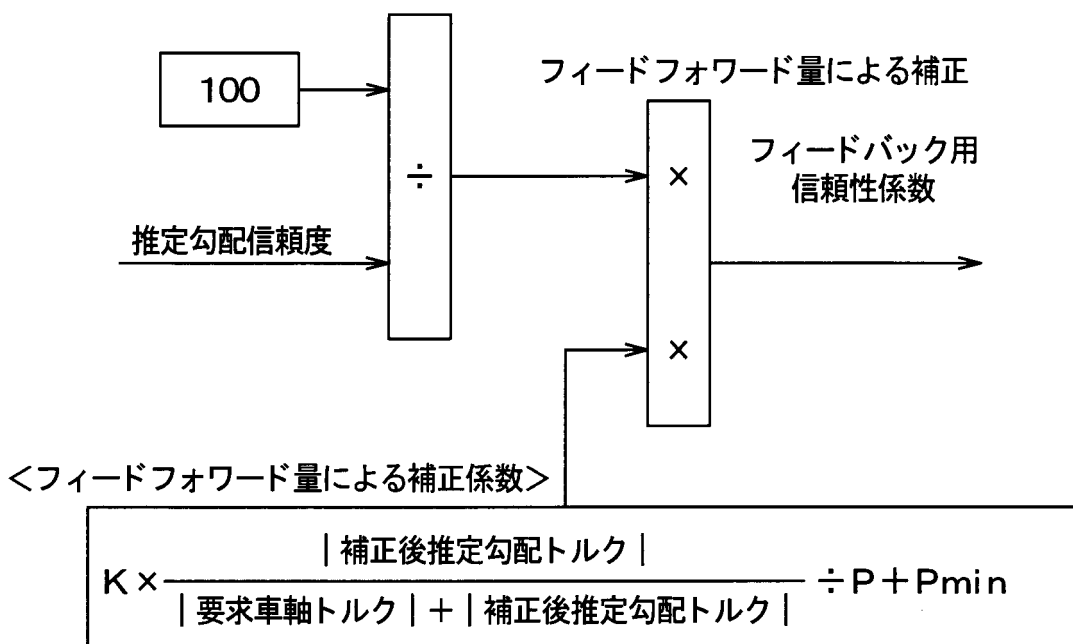 100
フィードフォワード量による補正
÷
×
フィードバック用
信頼性係数
推定勾配信頼度
×
<フィードフォワード量による補正係数>
|補正後推定勾配トルク|
K×
÷P+Pmin
|要求車軸トルク|+|補正後推定勾配トルク|